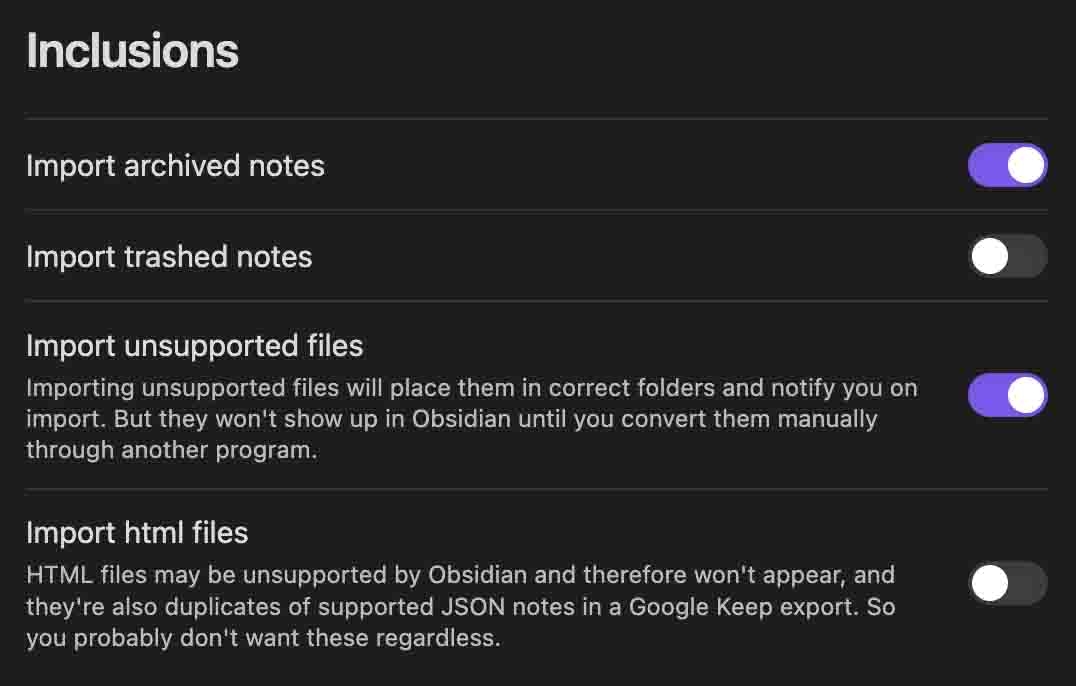 Inclusions
Import archived notes
Import trashed notes
Import unsupported files
Importing unsupported files will place them in correct folders and notify you on
import. But they won't show up in Obsidian until you convert them manually
through another program.
Import html files
HTML files may be unsupported by Obsidian and therefore won't appear, and
they're also duplicates of supported JSON notes in a Google Keep export. So
you probably don't want these regardless.